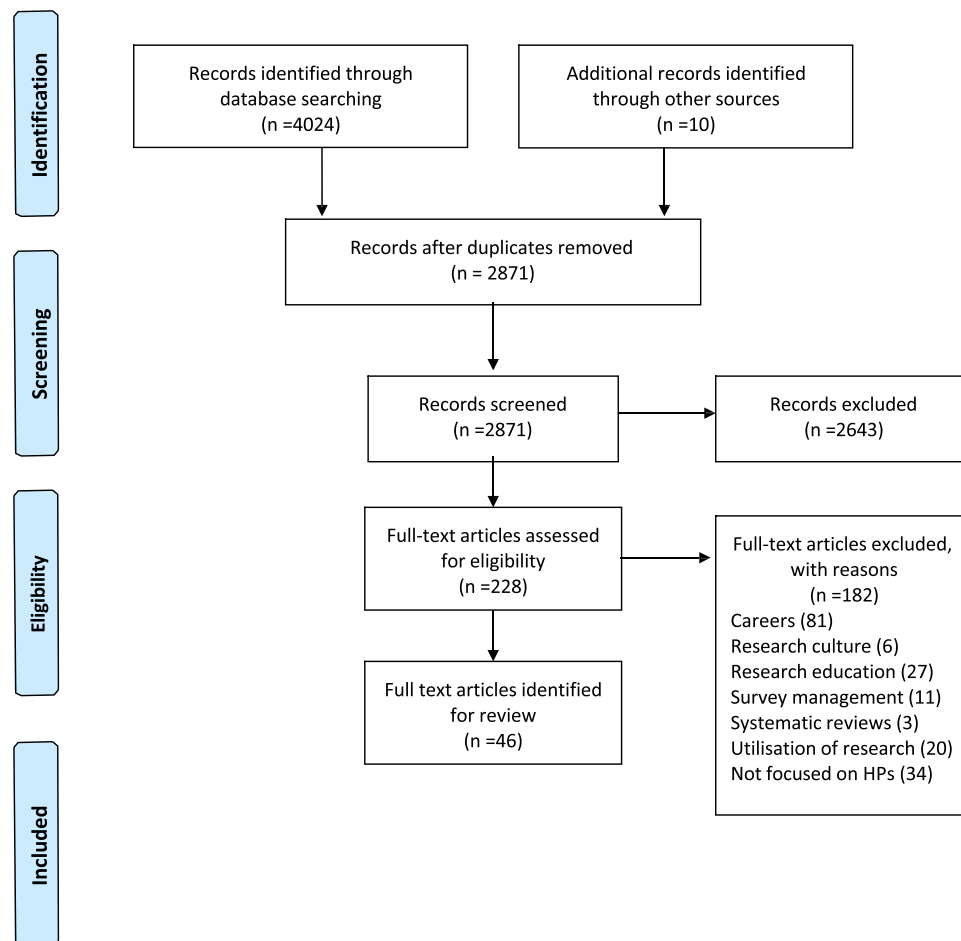 Identification
Records identified through
database searching
(n =4024)
Additional records identified
through other sources
(n =10)
Records after duplicates removed
(n = 2871)
Screening
Records screened
(n =2871)
Records excluded
(n =2643)
Eligibility
Full-text articles assessed
for eligibility
(n =228)
Full-text articles excluded,
with reasons
(n =182)
Careers (81)
Research culture (6)
Research education (27)
Survey management (11)
Systematic reviews (3)
Utilisation of research (20)
Not focused on HPs (34)
Full text articles identified
for review
(n =46)
Included